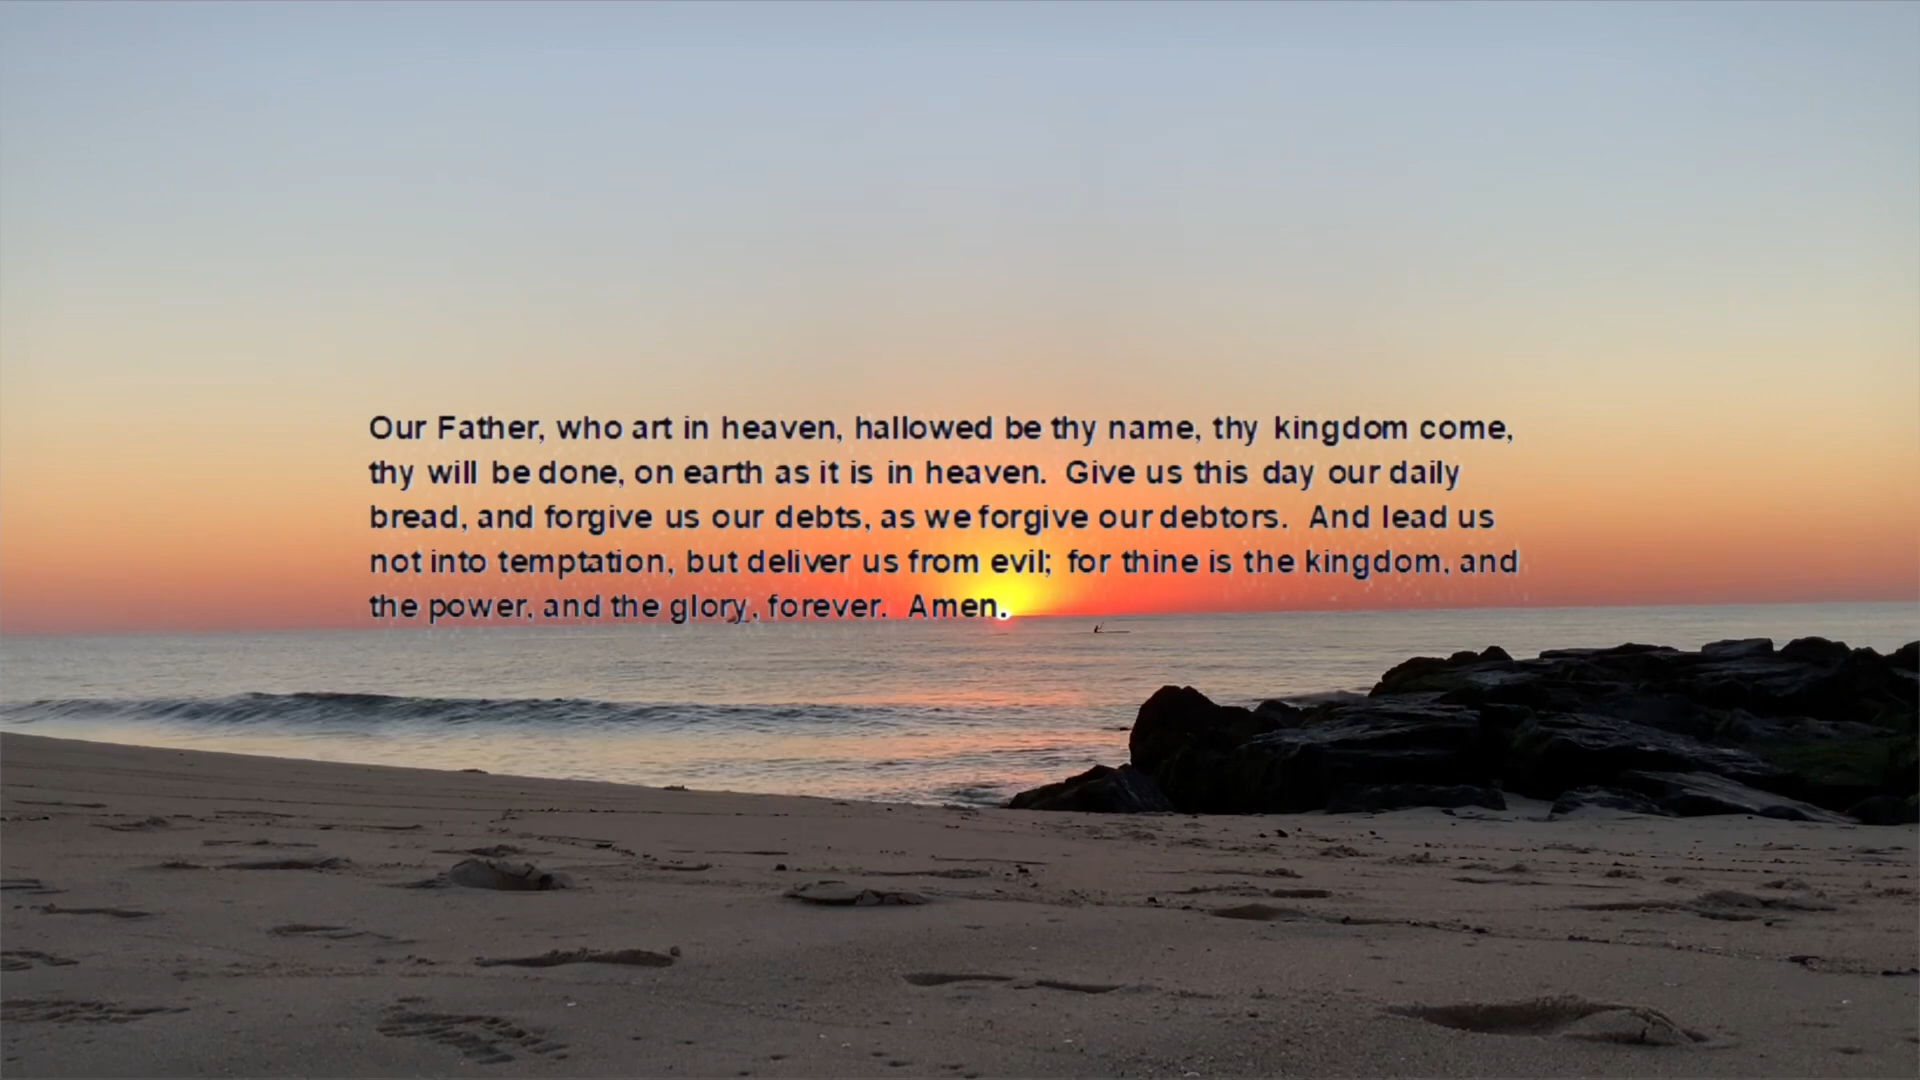 Our Father, who art in heaven, hallowed be thy name, thy kingdom come,
thy will be done, on earth as it is in heaven. Give us this day our daily
bread, and forgive us our debts, as we forgive our debtors. And lead us
not into temptation, but deliver us from evil; for thine is the kingdom, and
the power, and the glory, forever. Amen.